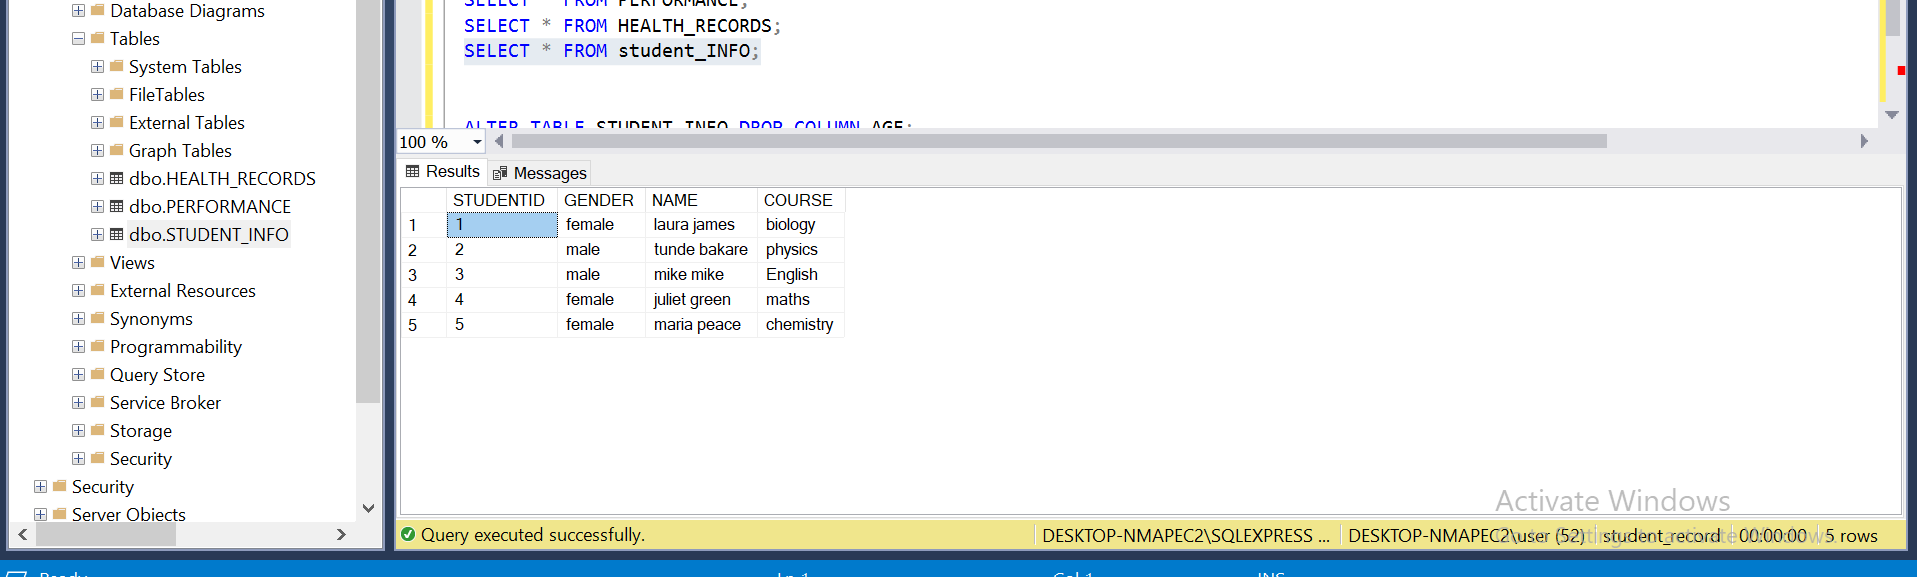 Database Diagrams
Tables
System Tables
FileTables
External Tables
Graph Tables
dbo.HEALTH_RECORDS
dbo.PERFORMANCE
dbo.STUDENT_INFO
Views
External Resources
Synonyms
Programmability
Query Store
Service Broker
Storage
Security
Security
Server Objects
SELECT * FROM PERFORMANCE;
SELECT * FROM HEALTH_RECORDS;
SELECT * FROM student_INFO;
ALTER TABLE STUDENT_INFO DROP COLUMN AGE;
100 %
Results Messages
STUDENTID GENDER NAME COURSE
1 1 female laura james biology
2 2 male tunde bakare physics
3 3 male mike mike English
4 4 female juliet green maths
5 5 female maria peace chemistry
Activate Windows
Go to Settings to activate Windows.
Query executed successfully. DESKTOP-NMAPEC2\SQLEXPRESS ... DESKTOP-NMAPEC2\user (52) student_record 00:00:00 5 rows
Ready Ln 1 Col 1 INS